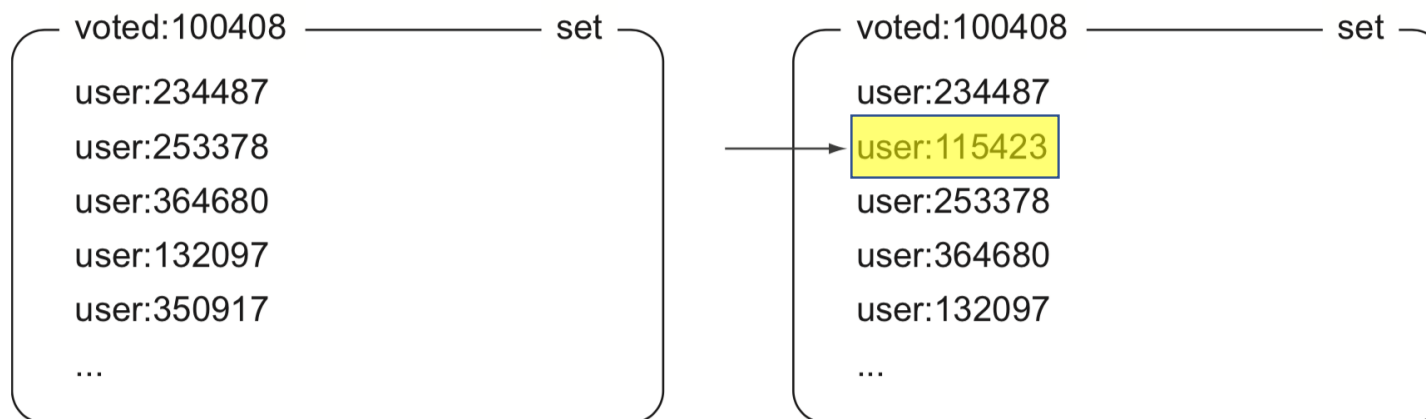 voted:100408 set
user:234487
user:253378
user:364680
user:132097
user:350917
...
voted:100408 set
user:234487
user:115423
user:253378
user:364680
user:132097
...